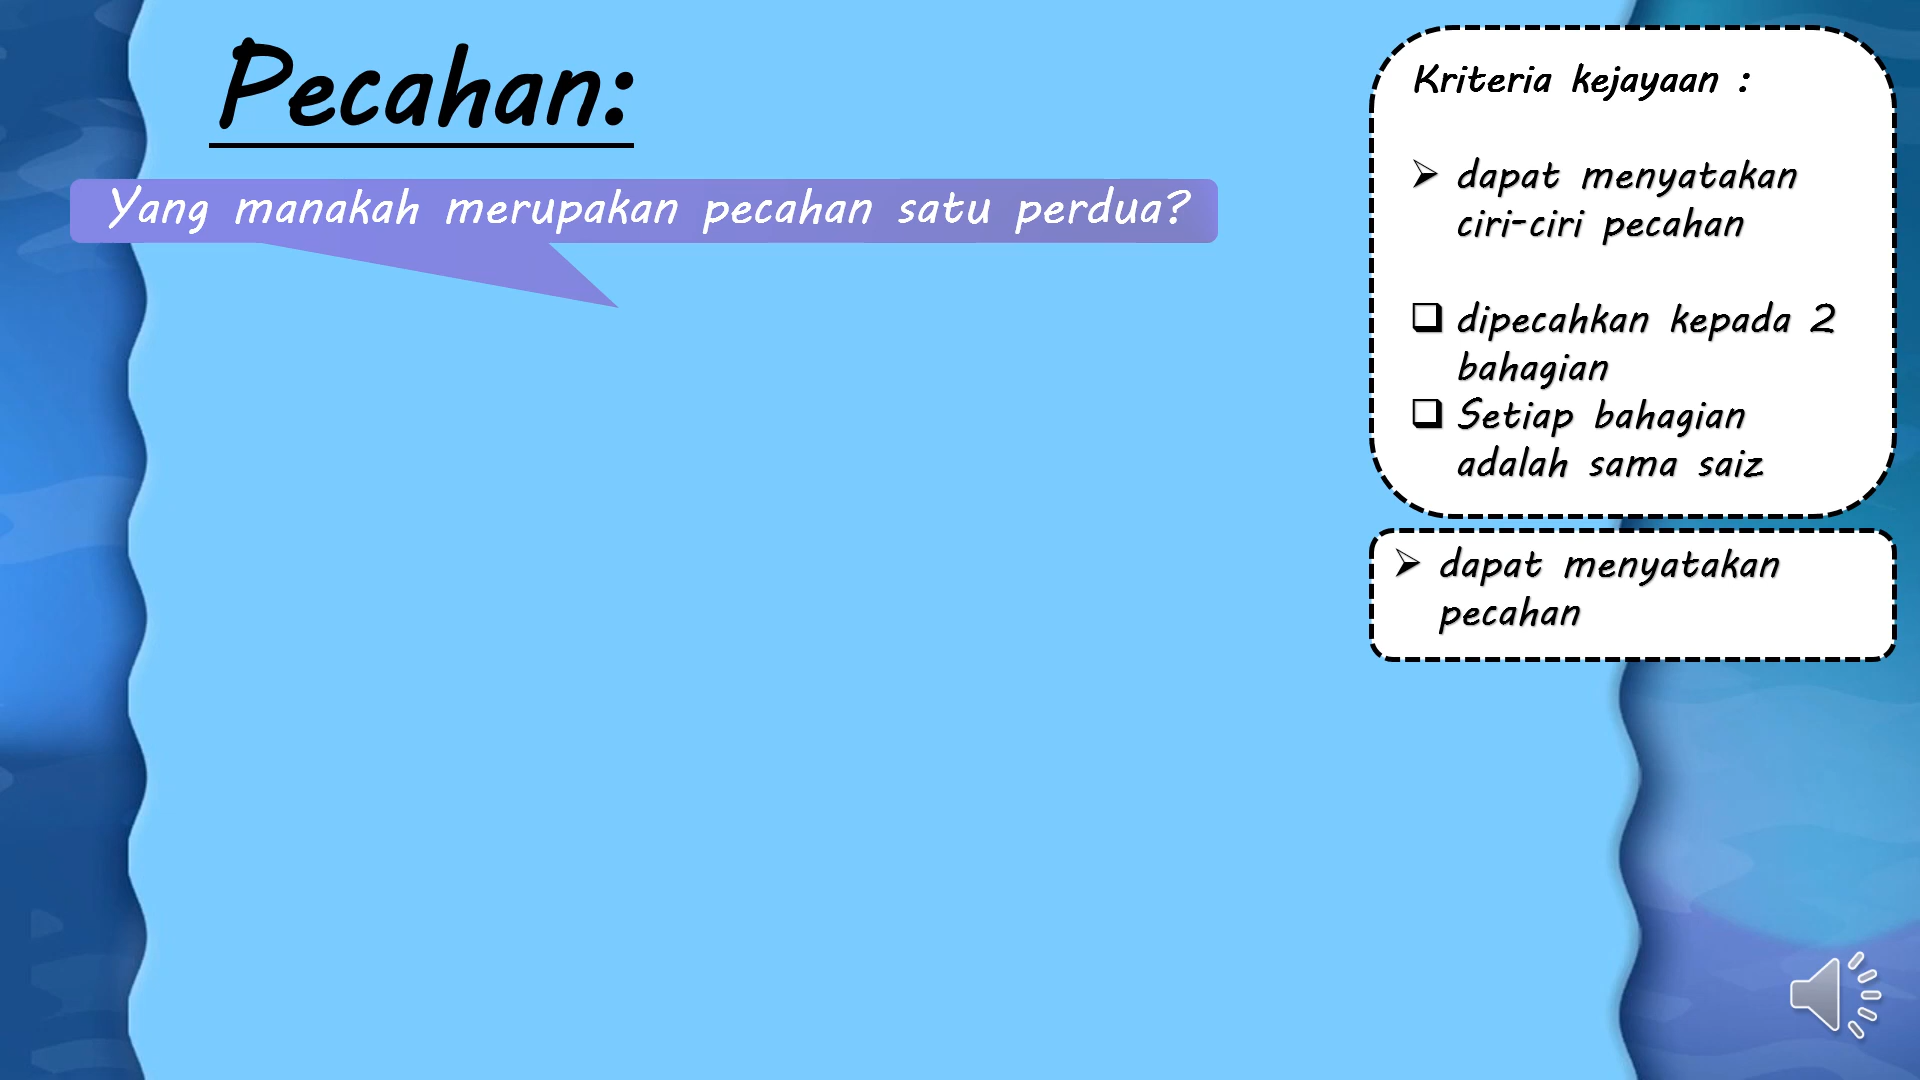 Pecahan:
Yang manakah merupakan pecahan satu perdua?
Kriteria kejayaan :
➢ dapat menyatakan
ciri-ciri pecahan
❑ dipecahkan kepada 2
bahagian
❑ Setiap bahagian
adalah sama saiz
➢ dapat menyatakan
pecahan